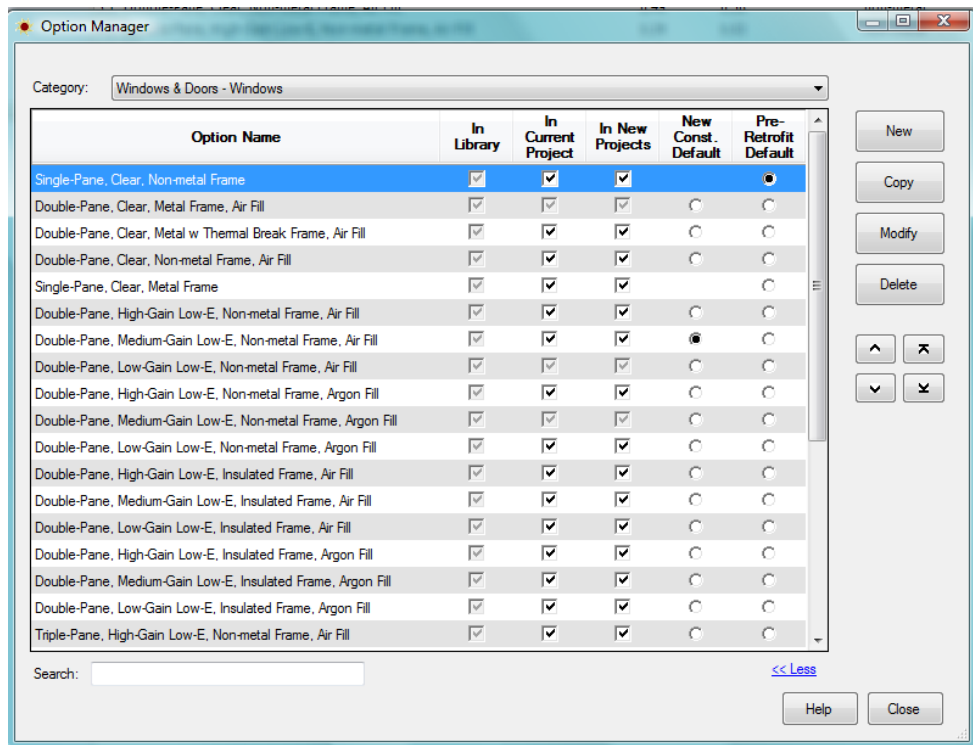 Option Manager
Category: Windows & Doors - Windows
Option Name In Library In Current Project In New Projects New Const. Default Pre-Retrofit Default
Single-Pane, Clear, Non-metal Frame
Double-Pane, Clear, Metal Frame, Air Fill
Double-Pane, Clear, Metal w Thermal Break Frame, Air Fill
Double-Pane, Clear, Non-metal Frame, Air Fill
Single-Pane, Clear, Metal Frame
Double-Pane, High-Gain Low-E, Non-metal Frame, Air Fill
Double-Pane, Medium-Gain Low-E, Non-metal Frame, Air Fill
Double-Pane, Low-Gain Low-E, Non-metal Frame, Air Fill
Double-Pane, High-Gain Low-E, Non-metal Frame, Argon Fill
Double-Pane, Medium-Gain Low-E, Non-metal Frame, Argon Fill
Double-Pane, Low-Gain Low-E, Non-metal Frame, Argon Fill
Double-Pane, High-Gain Low-E, Insulated Frame, Air Fill
Double-Pane, Medium-Gain Low-E, Insulated Frame, Air Fill
Double-Pane, Low-Gain Low-E, Insulated Frame, Air Fill
Double-Pane, High-Gain Low-E, Insulated Frame, Argon Fill
Double-Pane, Medium-Gain Low-E, Insulated Frame, Argon Fill
Double-Pane, Low-Gain Low-E, Insulated Frame, Argon Fill
Triple-Pane, High-Gain Low-E, Non-metal Frame, Air Fill
New
Copy
Modify
Delete
Search:
<< Less
Help
Close